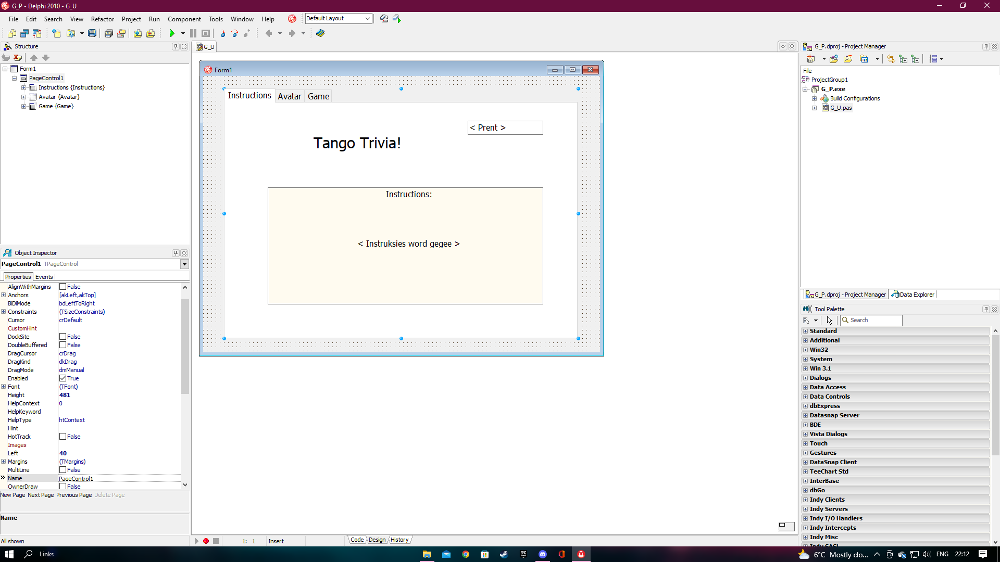 G_P - Delphi 2010 - G_U
File Edit Search View Refactor Project Run Component Tools Window Help Default Layout
Structure
Form1
PageControl1
Instructions {Instructions}
Avatar {Avatar}
Game {Game}
Object Inspector
PageControl1 TPageControl
Properties Events
AlignWithMargins False
Anchors [akLeft,akTop]
BiDiMode bdLeftToRight
Constraints (TSizeConstraints)
Cursor crDefault
CustomHint
DockSite False
DoubleBuffered False
DragCursor crDrag
DragKind dkDrag
DragMode dmManual
Enabled True
Font (TFont)
Height 481
HelpContext 0
HelpKeyword
HelpType htContext
Hint
HotTrack False
Images
Left 40
Margins (TMargins)
MultiLine False
Name PageControl1
OwnerDraw False
New Page Next Page Previous Page Delete Page
Name
All shown
G_U
Form1
Instructions Avatar Game
< Prent >
Tango Trivia!
Instructions:
< Instruksies word gegee >
1: 1 Insert
Code Design History
G_P.dproj - Project Manager
File
ProjectGroup1
G_P.exe
Build Configurations
G_U.pas
G_P.dproj - Project Manager Data Explorer
Tool Palette
Search
Standard
Additional
Win32
System
Win 3.1
Dialogs
Data Access
Data Controls
dbExpress
Datasnap Server
BDE
Vista Dialogs
Touch
Gestures
DataSnap Client
TeeChart Std
InterBase
dbGo
Indy Clients
Indy Servers
Indy I/O Handlers
Indy Intercepts
Indy Misc
Indy SASL
Links
EPIC
6°C Mostly clo... ENG 22:12